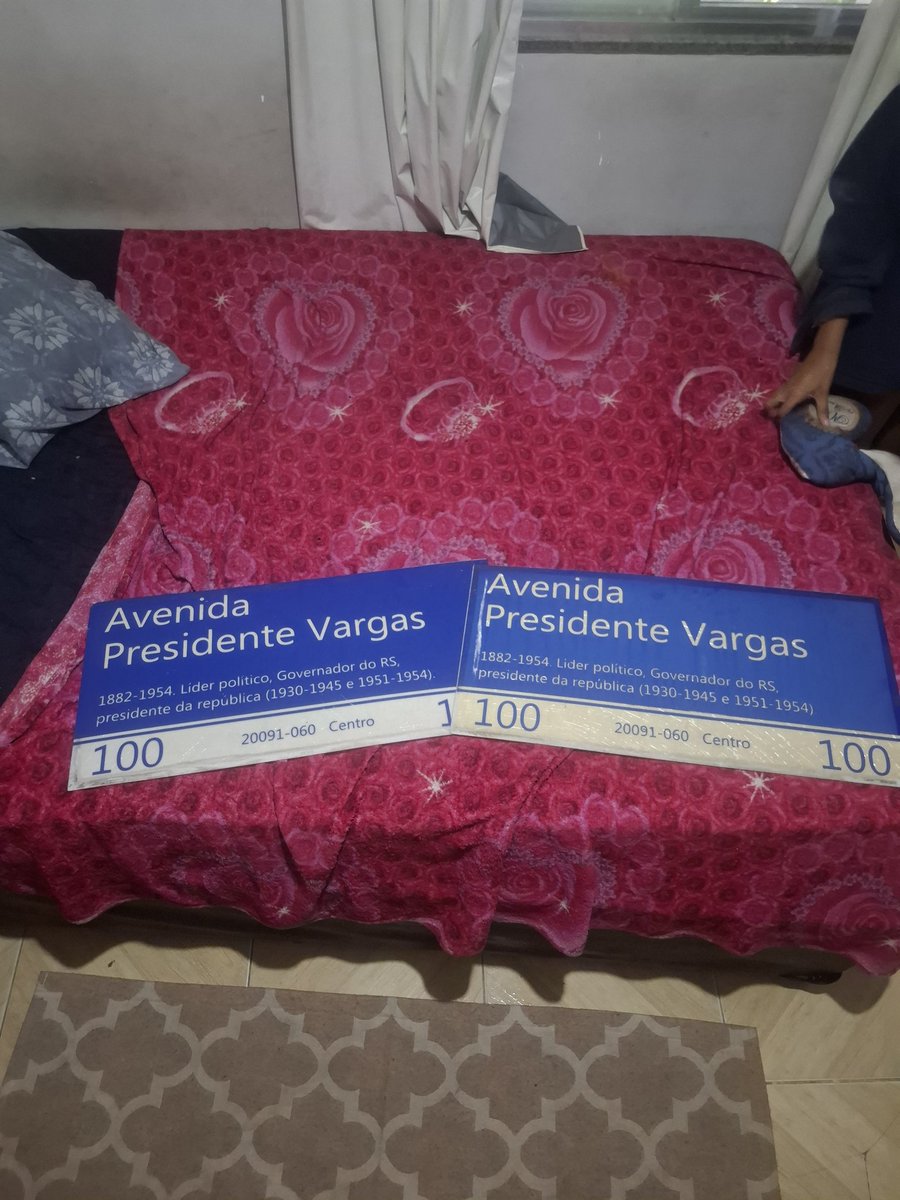 Avenida
Presidente Vargas
1882-1954. Lider politico, Governador do RS,
presidente da república (1930-1945 e 1951-1954).
100 20091-060 Centro 1
Avenida
Presidente Vargas
1882-1954. Lider politico, Governador do RS,
presidente da república (1930-1945 e 1951-1954)
100 20091-060 Centro 100